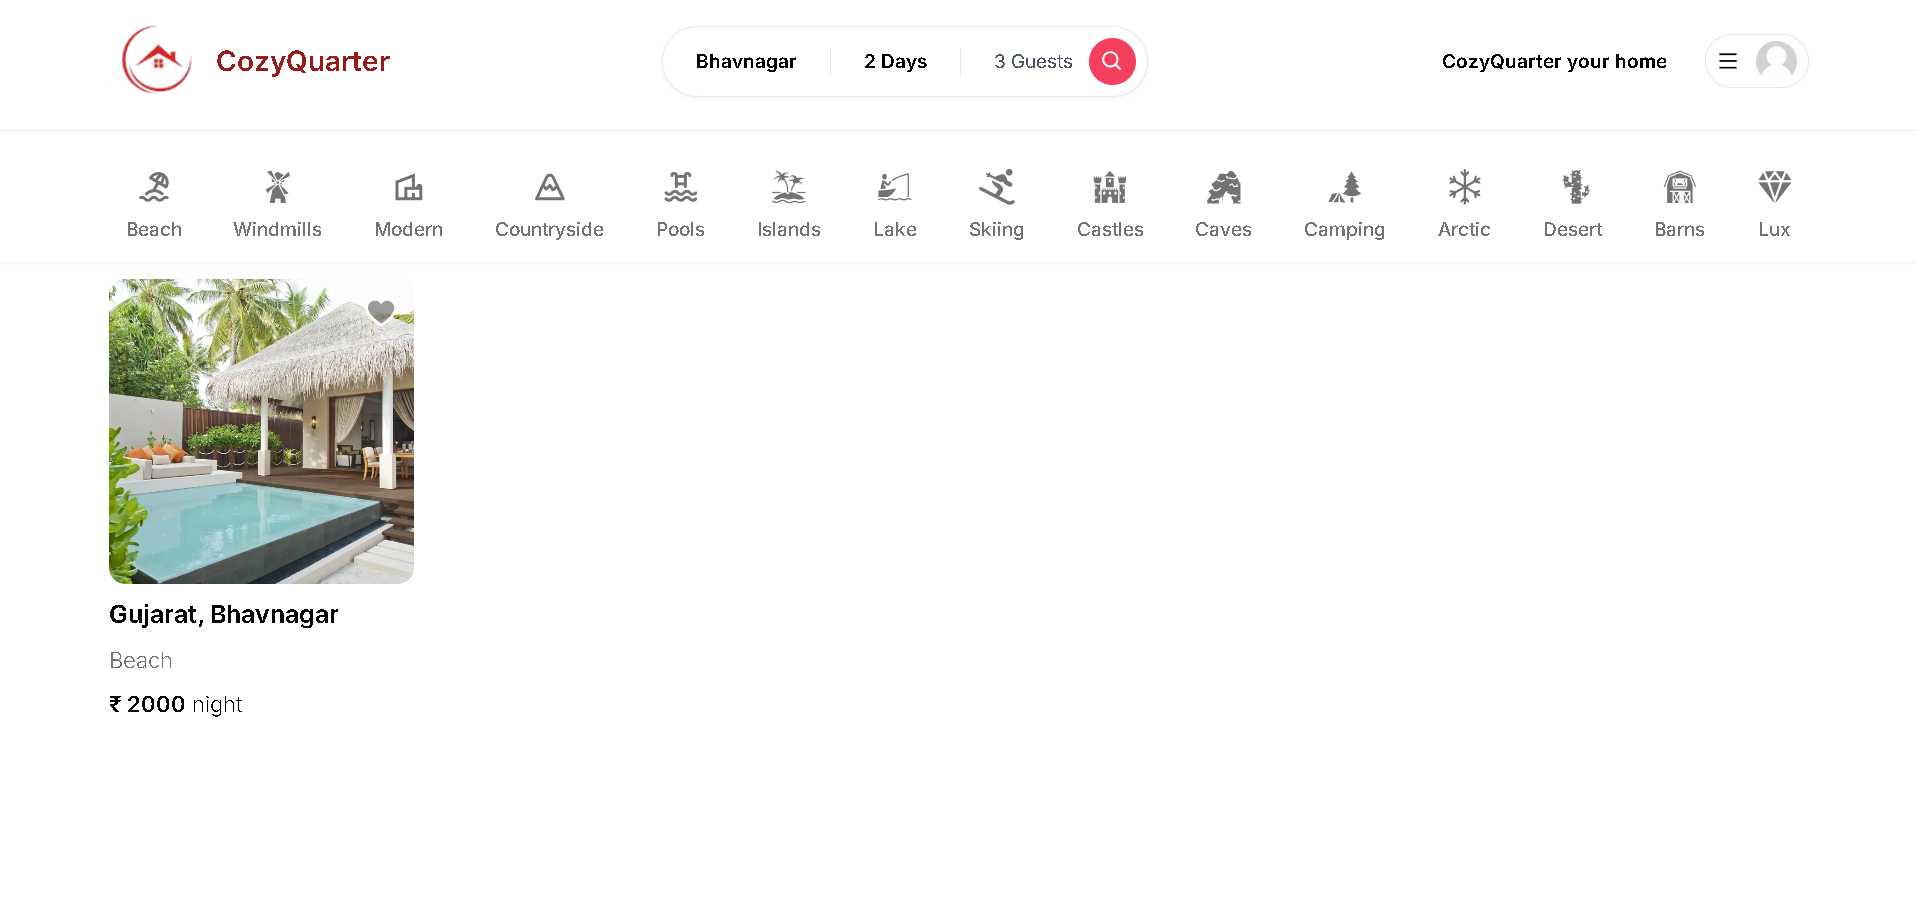 CozyQuarter
Bhavnagar
2 Days
3 Guests
CozyQuarter your home
Beach
Windmills
Modern
Countryside
Pools
Islands
Lake
Skiing
Castles
Caves
Camping
Arctic
Desert
Barns
Lux
Gujarat, Bhavnagar
Beach
₹ 2000 night